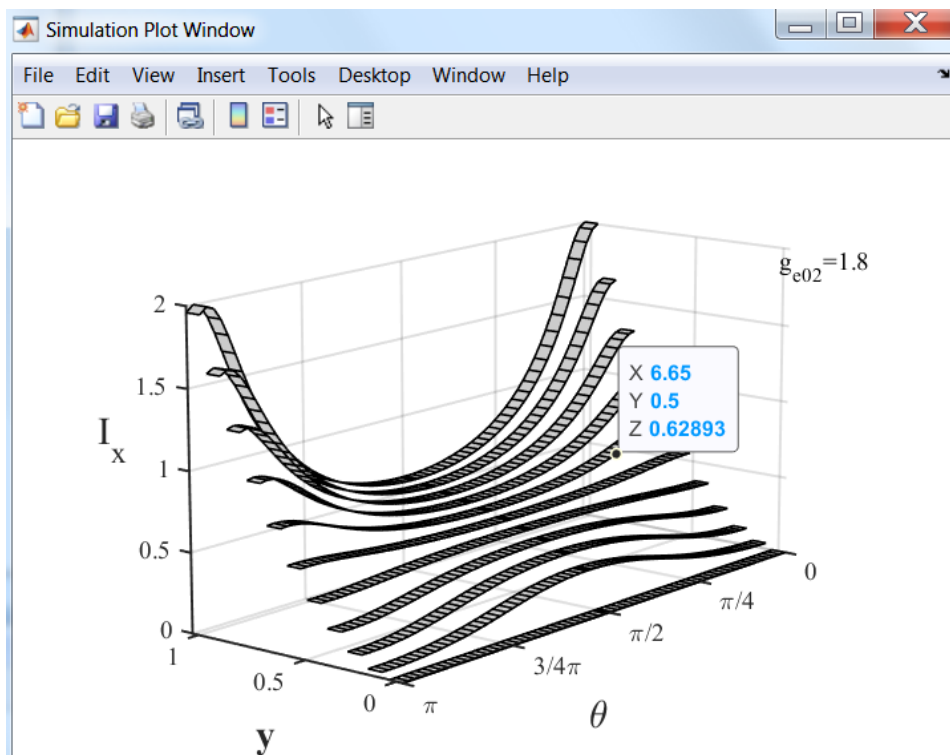 Simulation Plot Window
File Edit View Insert Tools Desktop Window Help
g_e02=1.8
2
1.5
1
0.5
0
I_x
X 6.65
Y 0.5
Z 0.62893
1
0.5
0
y
π
3/4π
π/2
π/4
0
θ